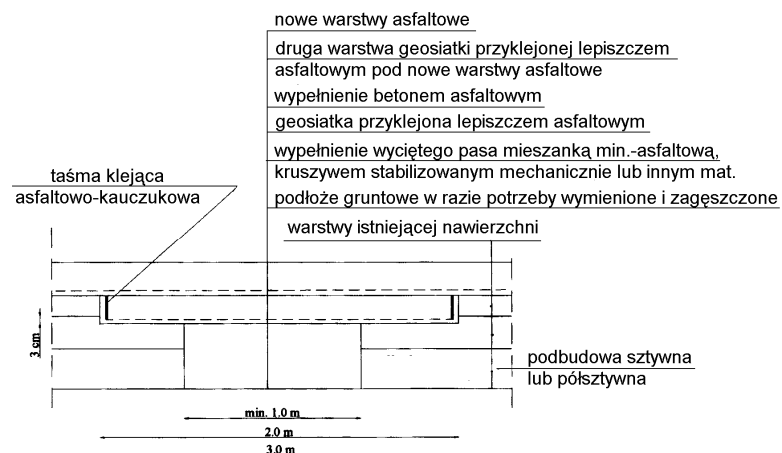 nowe warstwy asfaltowe
druga warstwa geosiatki przyklejonej lepiszczem
asfaltowym pod nowe warstwy asfaltowe
wypełnienie betonem asfaltowym
geosiatka przyklejona lepiszczem asfaltowym
wypełnienie wyciętego pasa mieszanką min.-asfaltową,
kruszywem stabilizowanym mechanicznie lub innym mat.
podłoże gruntowe w razie potrzeby wymienione i zagęszczone
warstwy istniejącej nawierzchni
taśma klejąca
asfaltowo-kauczukowa
3 cm
podbudowa sztywna
lub półsztywna
min. 1.0 m
2.0 m
3.0 m